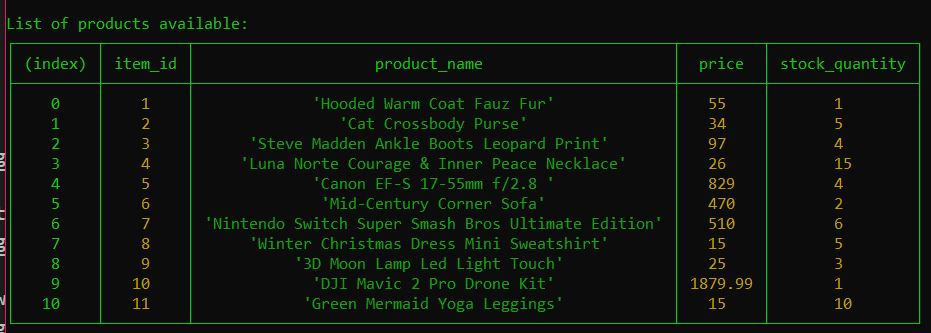 List of products available:
(index) item_id product_name price stock_quantity
0 1 'Hooded Warm Coat Fauz Fur' 55 1
1 2 'Cat Crossbody Purse' 34 5
2 3 'Steve Madden Ankle Boots Leopard Print' 97 4
3 4 'Luna Norte Courage & Inner Peace Necklace' 26 15
4 5 'Canon EF-S 17-55mm f/2.8 ' 829 4
5 6 'Mid-Century Corner Sofa' 470 2
6 7 'Nintendo Switch Super Smash Bros Ultimate Edition' 510 6
7 8 'Winter Christmas Dress Mini Sweatshirt' 15 5
8 9 '3D Moon Lamp Led Light Touch' 25 3
9 10 'DJI Mavic 2 Pro Drone Kit' 1879.99 1
10 11 'Green Mermaid Yoga Leggings' 15 10